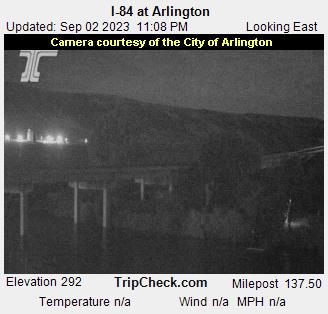 I-84 at Arlington
Updated: Sep 02 2023 11:08 PM Looking East
Camera courtesy of the City of Arlington
Elevation 292 TripCheck.com Milepost 137.50
Temperature n/a Wind n/a MPH n/a